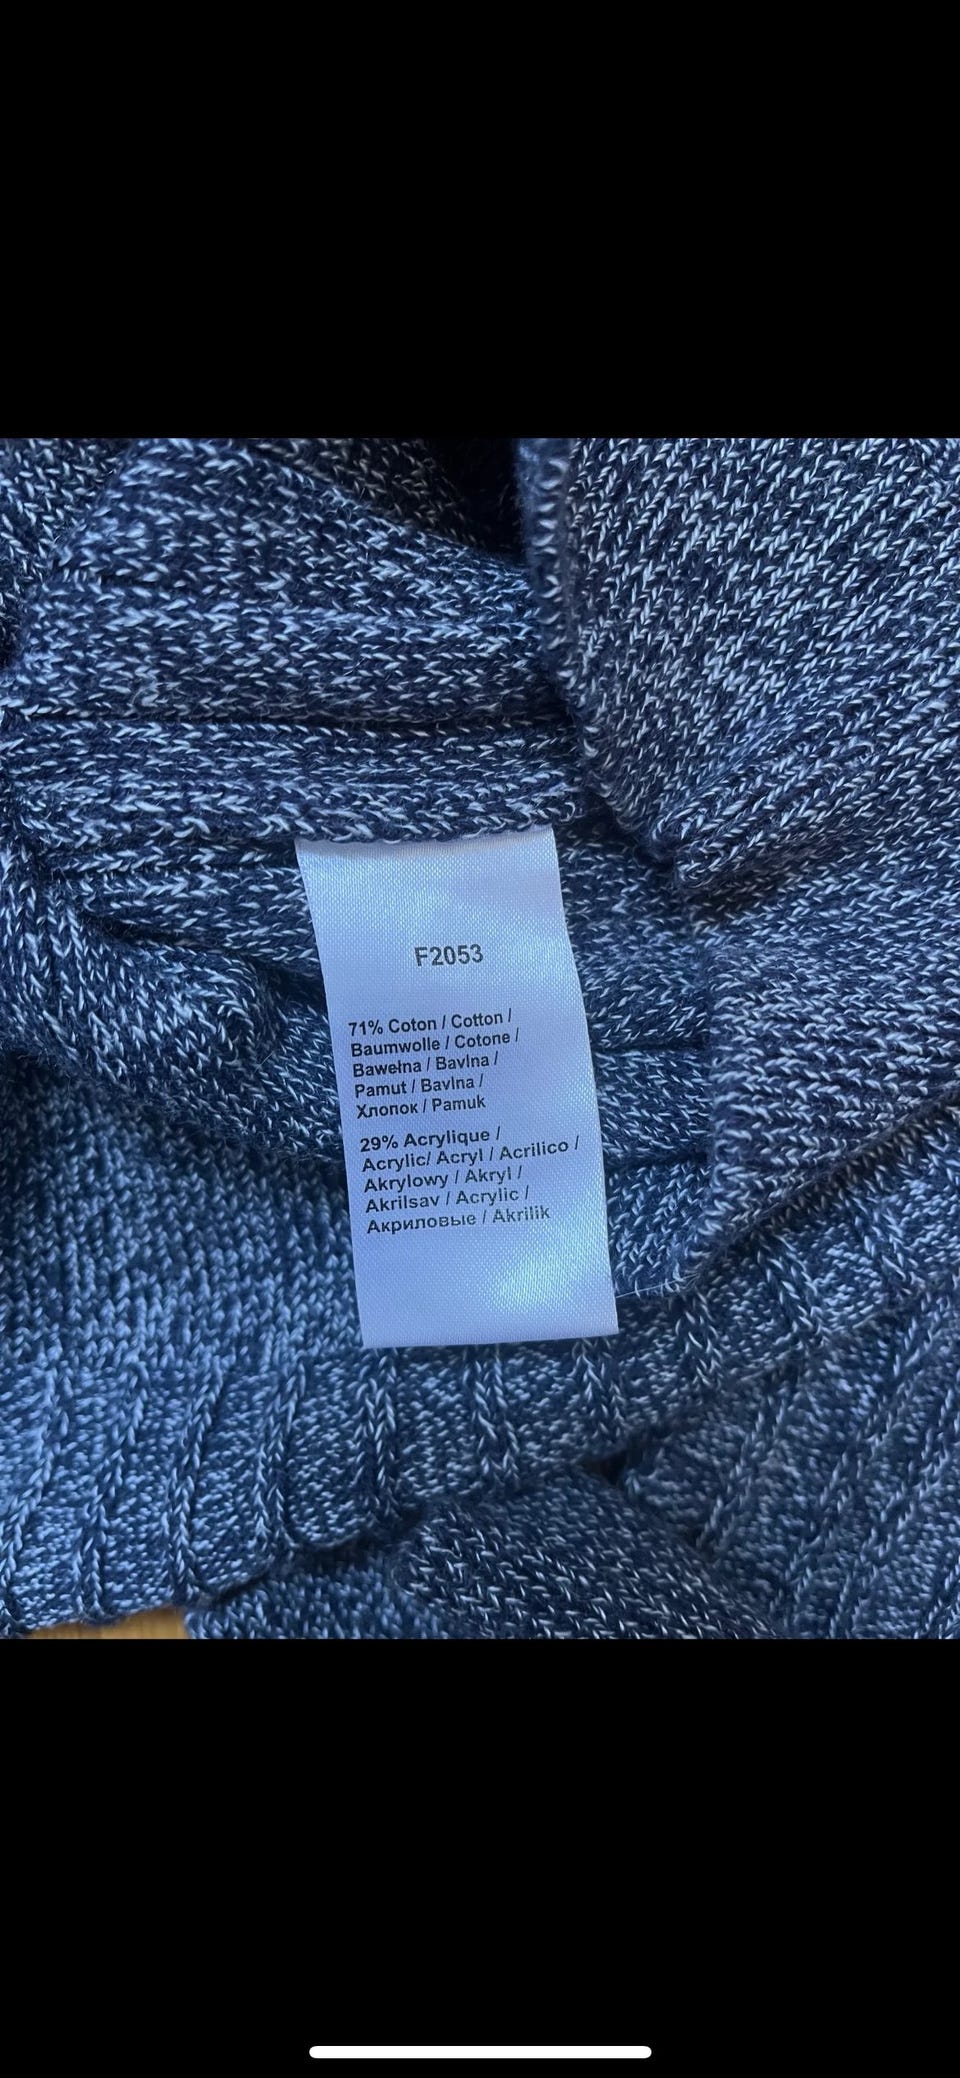 F2053
71% Coton / Cotton /
Baumwolle / Cotone /
Bawełna / Bavlna /
Pamut / Bavlna /
Хлопок / Pamuk
29% Acrylique /
Acrylic/ Acryl / Acrilico /
Akrylowy / Akryl /
Akrilsav / Acrylic /
Акриловые / Akrilik